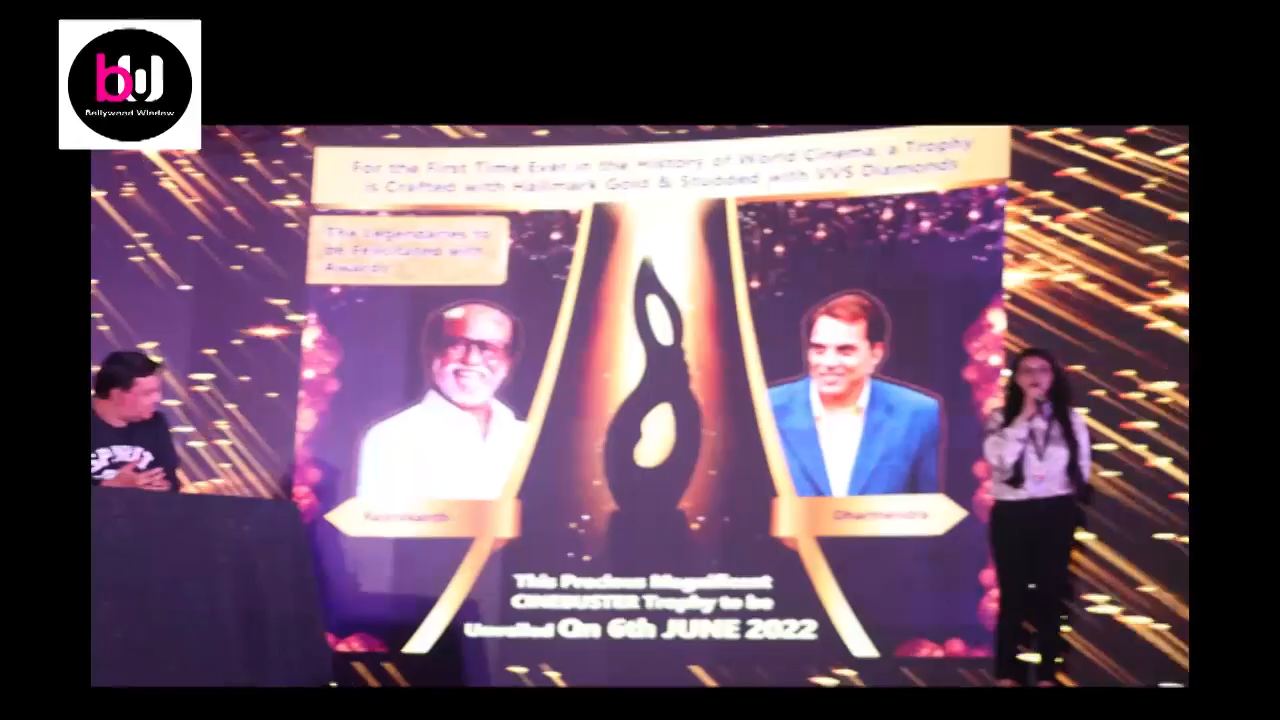 bW
Bollywood Window
For the First Time Ever in the History of World Cinema, a Trophy
is Crafted with Hallmark Gold & Studded with VVS Diamonds
The Legendaries to
be Felicitated with
Awards
Rajinikanth
Dharmendra
This Precious Magnificent
CINEBUSTER Trophy to be
Unveiled On 6th JUNE 2022